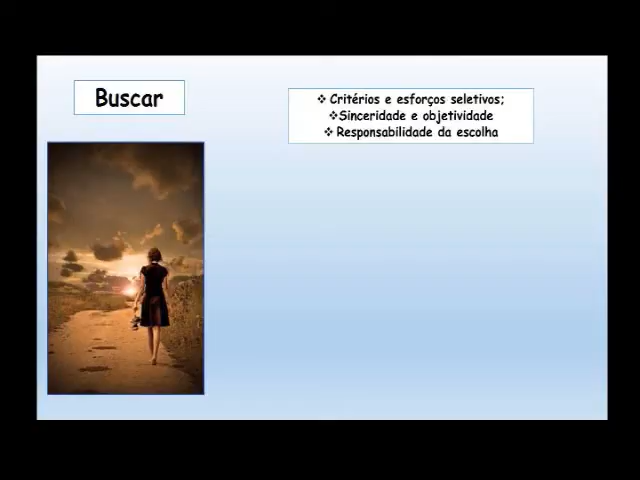 Buscar
❖ Critérios e esforços seletivos;
❖Sinceridade e objetividade
❖ Responsabilidade da escolha